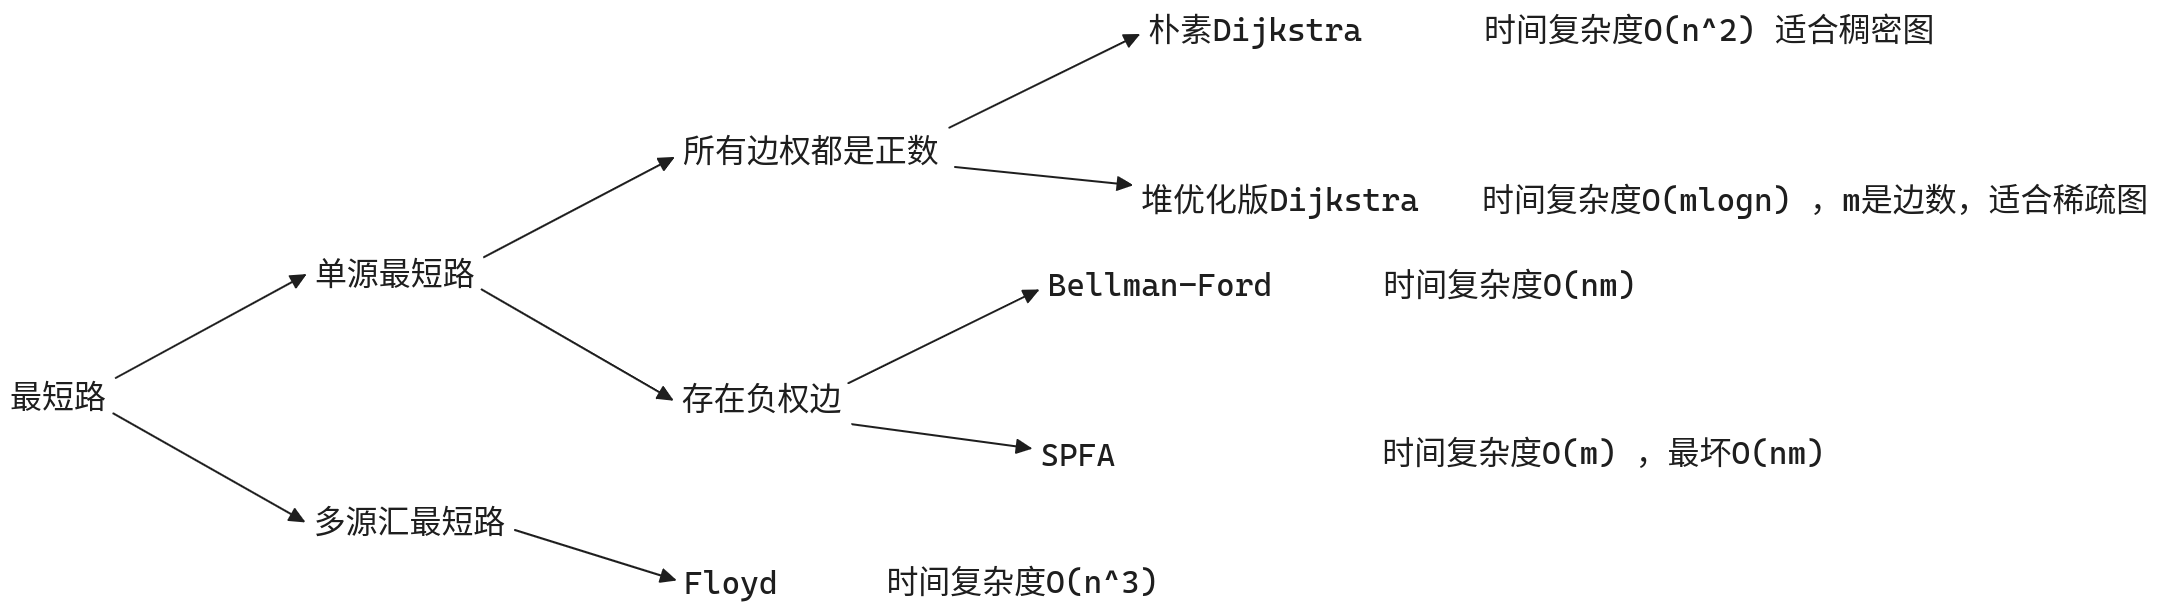 朴素Dijkstra 时间复杂度O(n^2) 适合稠密图
所有边权都是正数
堆优化版Dijkstra 时间复杂度O(mlogn) ，m是边数，适合稀疏图
单源最短路
Bellman-Ford 时间复杂度O(nm)
最短路
存在负权边
SPFA 时间复杂度O(m) ，最坏O(nm)
多源汇最短路
Floyd 时间复杂度O(n^3)